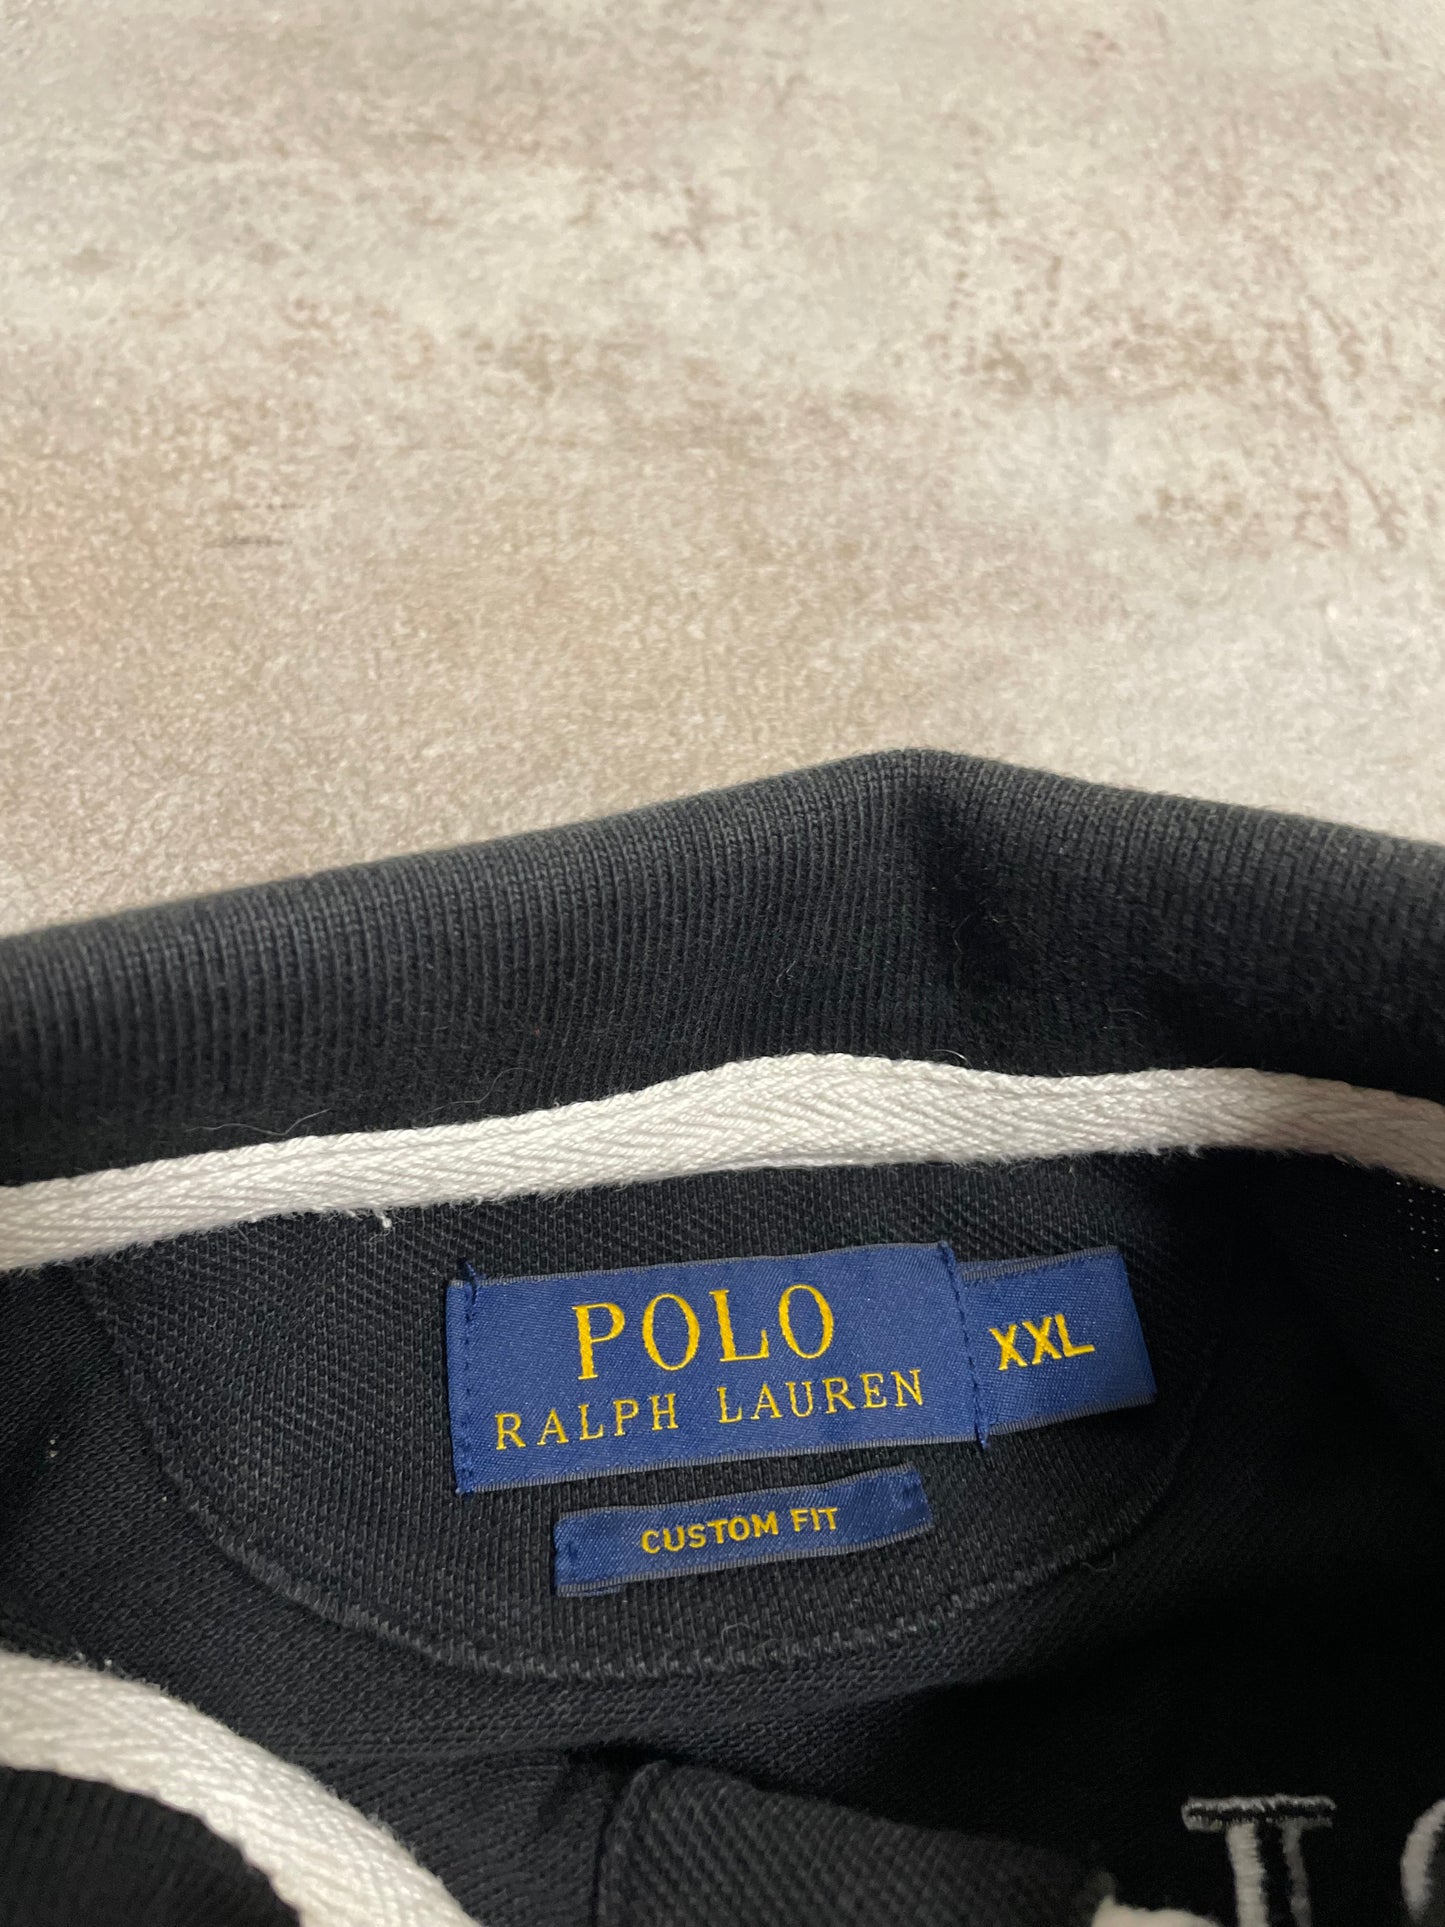 POLO
RALPH LAUREN
XXL
CUSTOM FIT